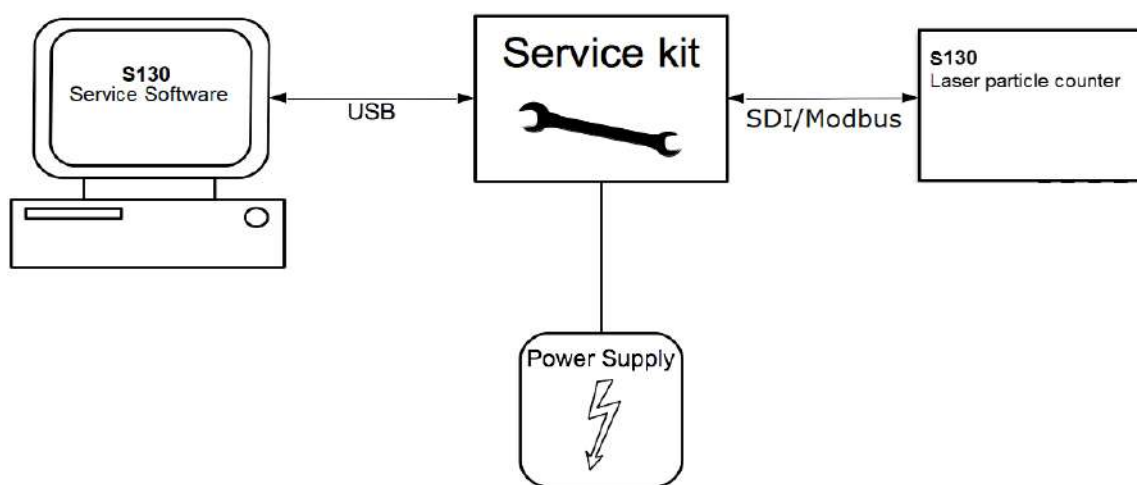 S130
Service Software
USB
Service kit
SDI/Modbus
S130
Laser particle counter
Power Supply